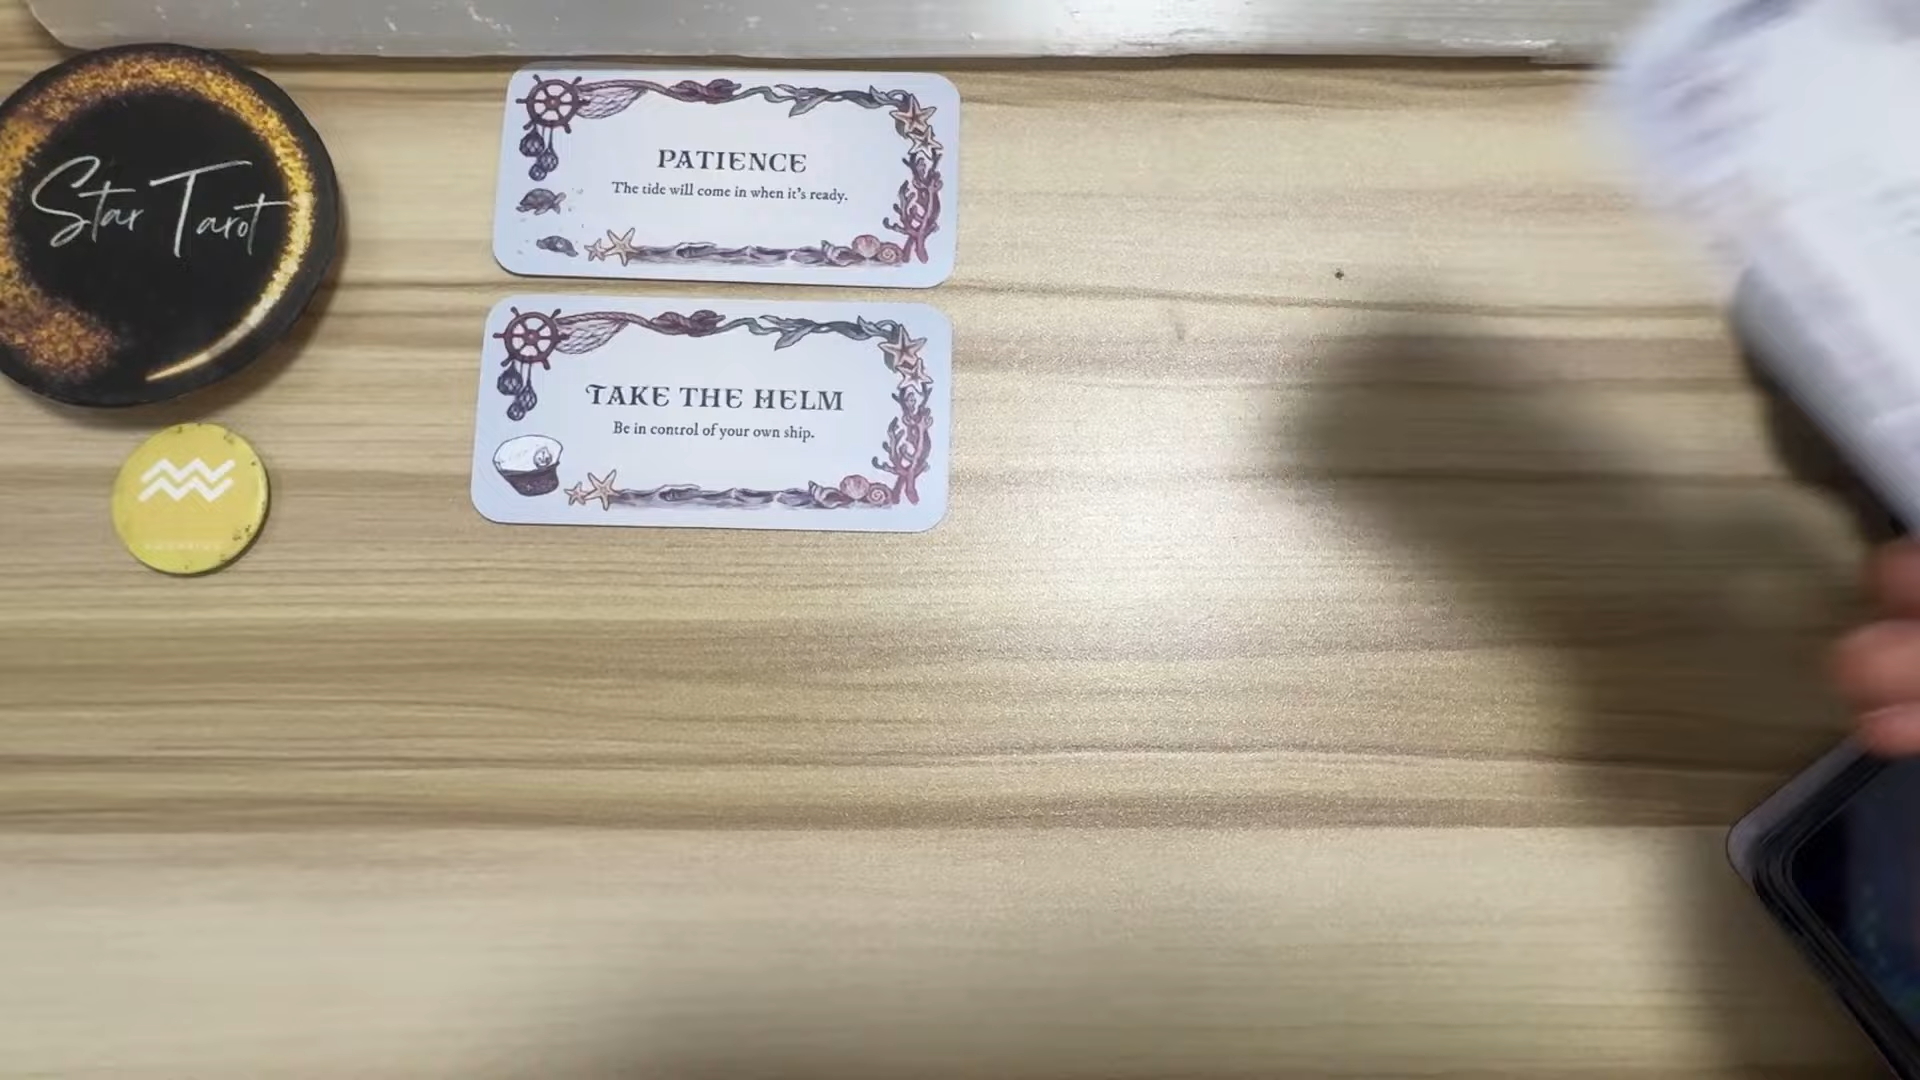 Star Tarot
PATIENCE
The tide will come in when it's ready.
TAKE THE HELM
Be in control of your own ship.